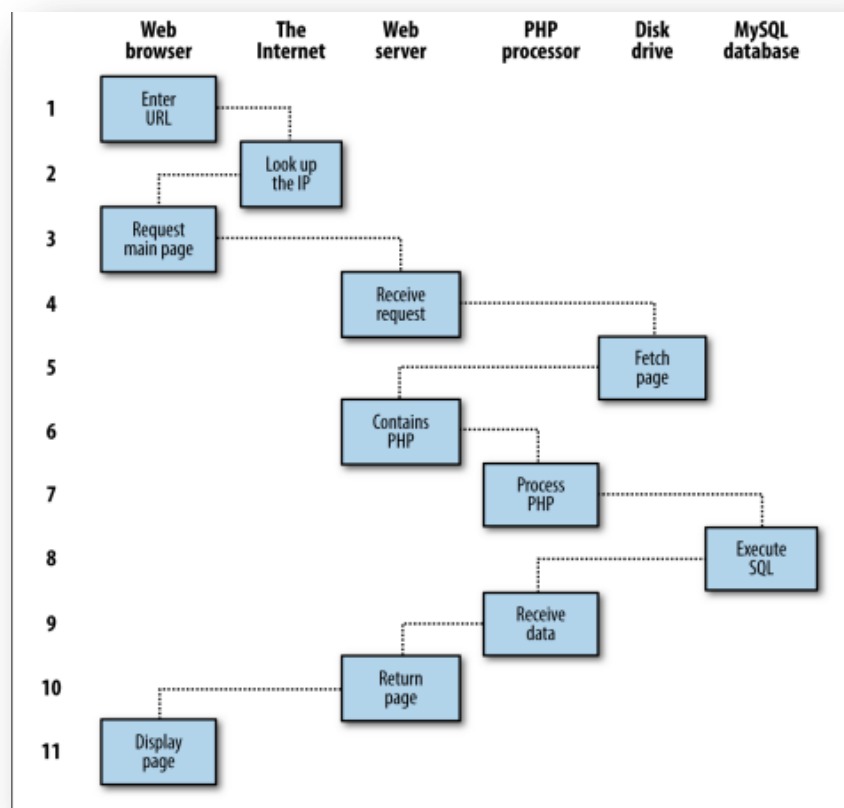 Web browser
The Internet
Web server
PHP processor
Disk drive
MySQL database
1
Enter
URL
2
Look up
the IP
3
Request
main page
4
Receive
request
5
Fetch
page
6
Contains
PHP
7
Process
PHP
8
Execute
SQL
9
Receive
data
10
Return
page
11
Display
page